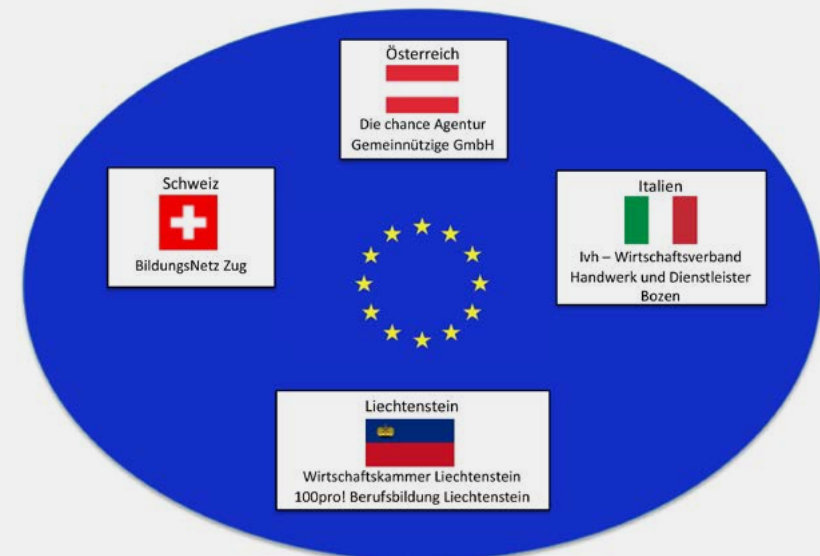 Österreich
Die chance Agentur
Gemeinnützige GmbH
Schweiz
BildungsNetz Zug
Italien
lvh – Wirtschaftsverband
Handwerk und Dienstleister
Bozen
Liechtenstein
Wirtschaftskammer Liechtenstein
100pro! Berufsbildung Liechtenstein